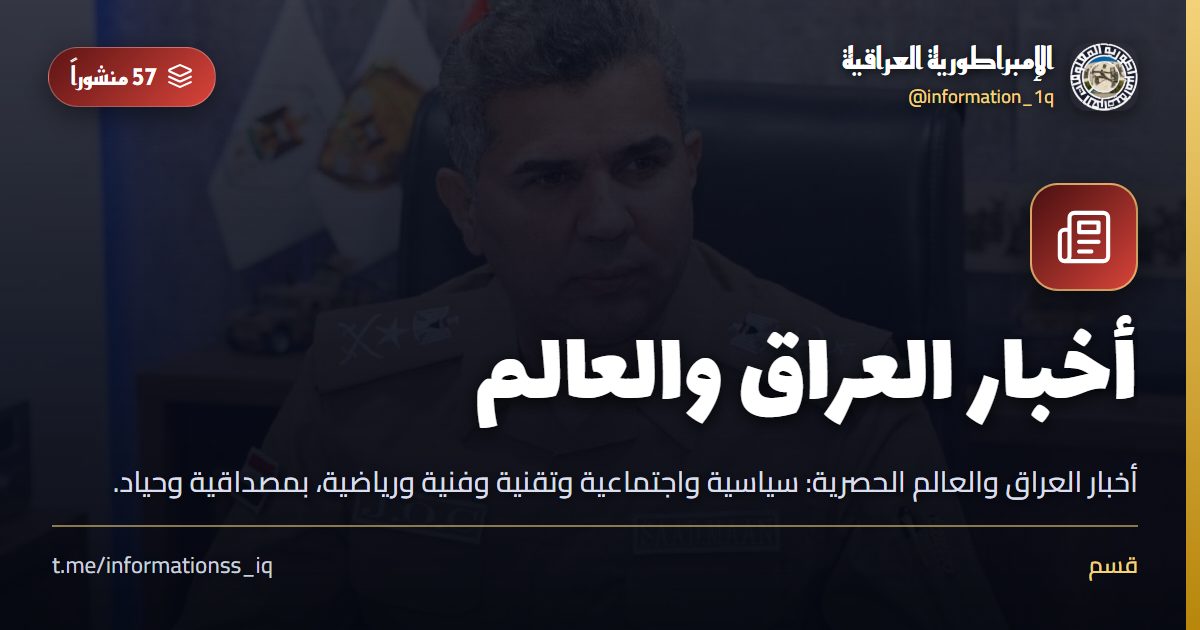 الإمبراطورية العراقية
@information_1q
57 منشوراً
أخبار العراق والعالم
أخبار العراق والعالم الحصرية: سياسية واجتماعية وتقنية وفنية ورياضية، بمصداقية وحياد.
قسم
t.me/informationss_iq
J.O.C